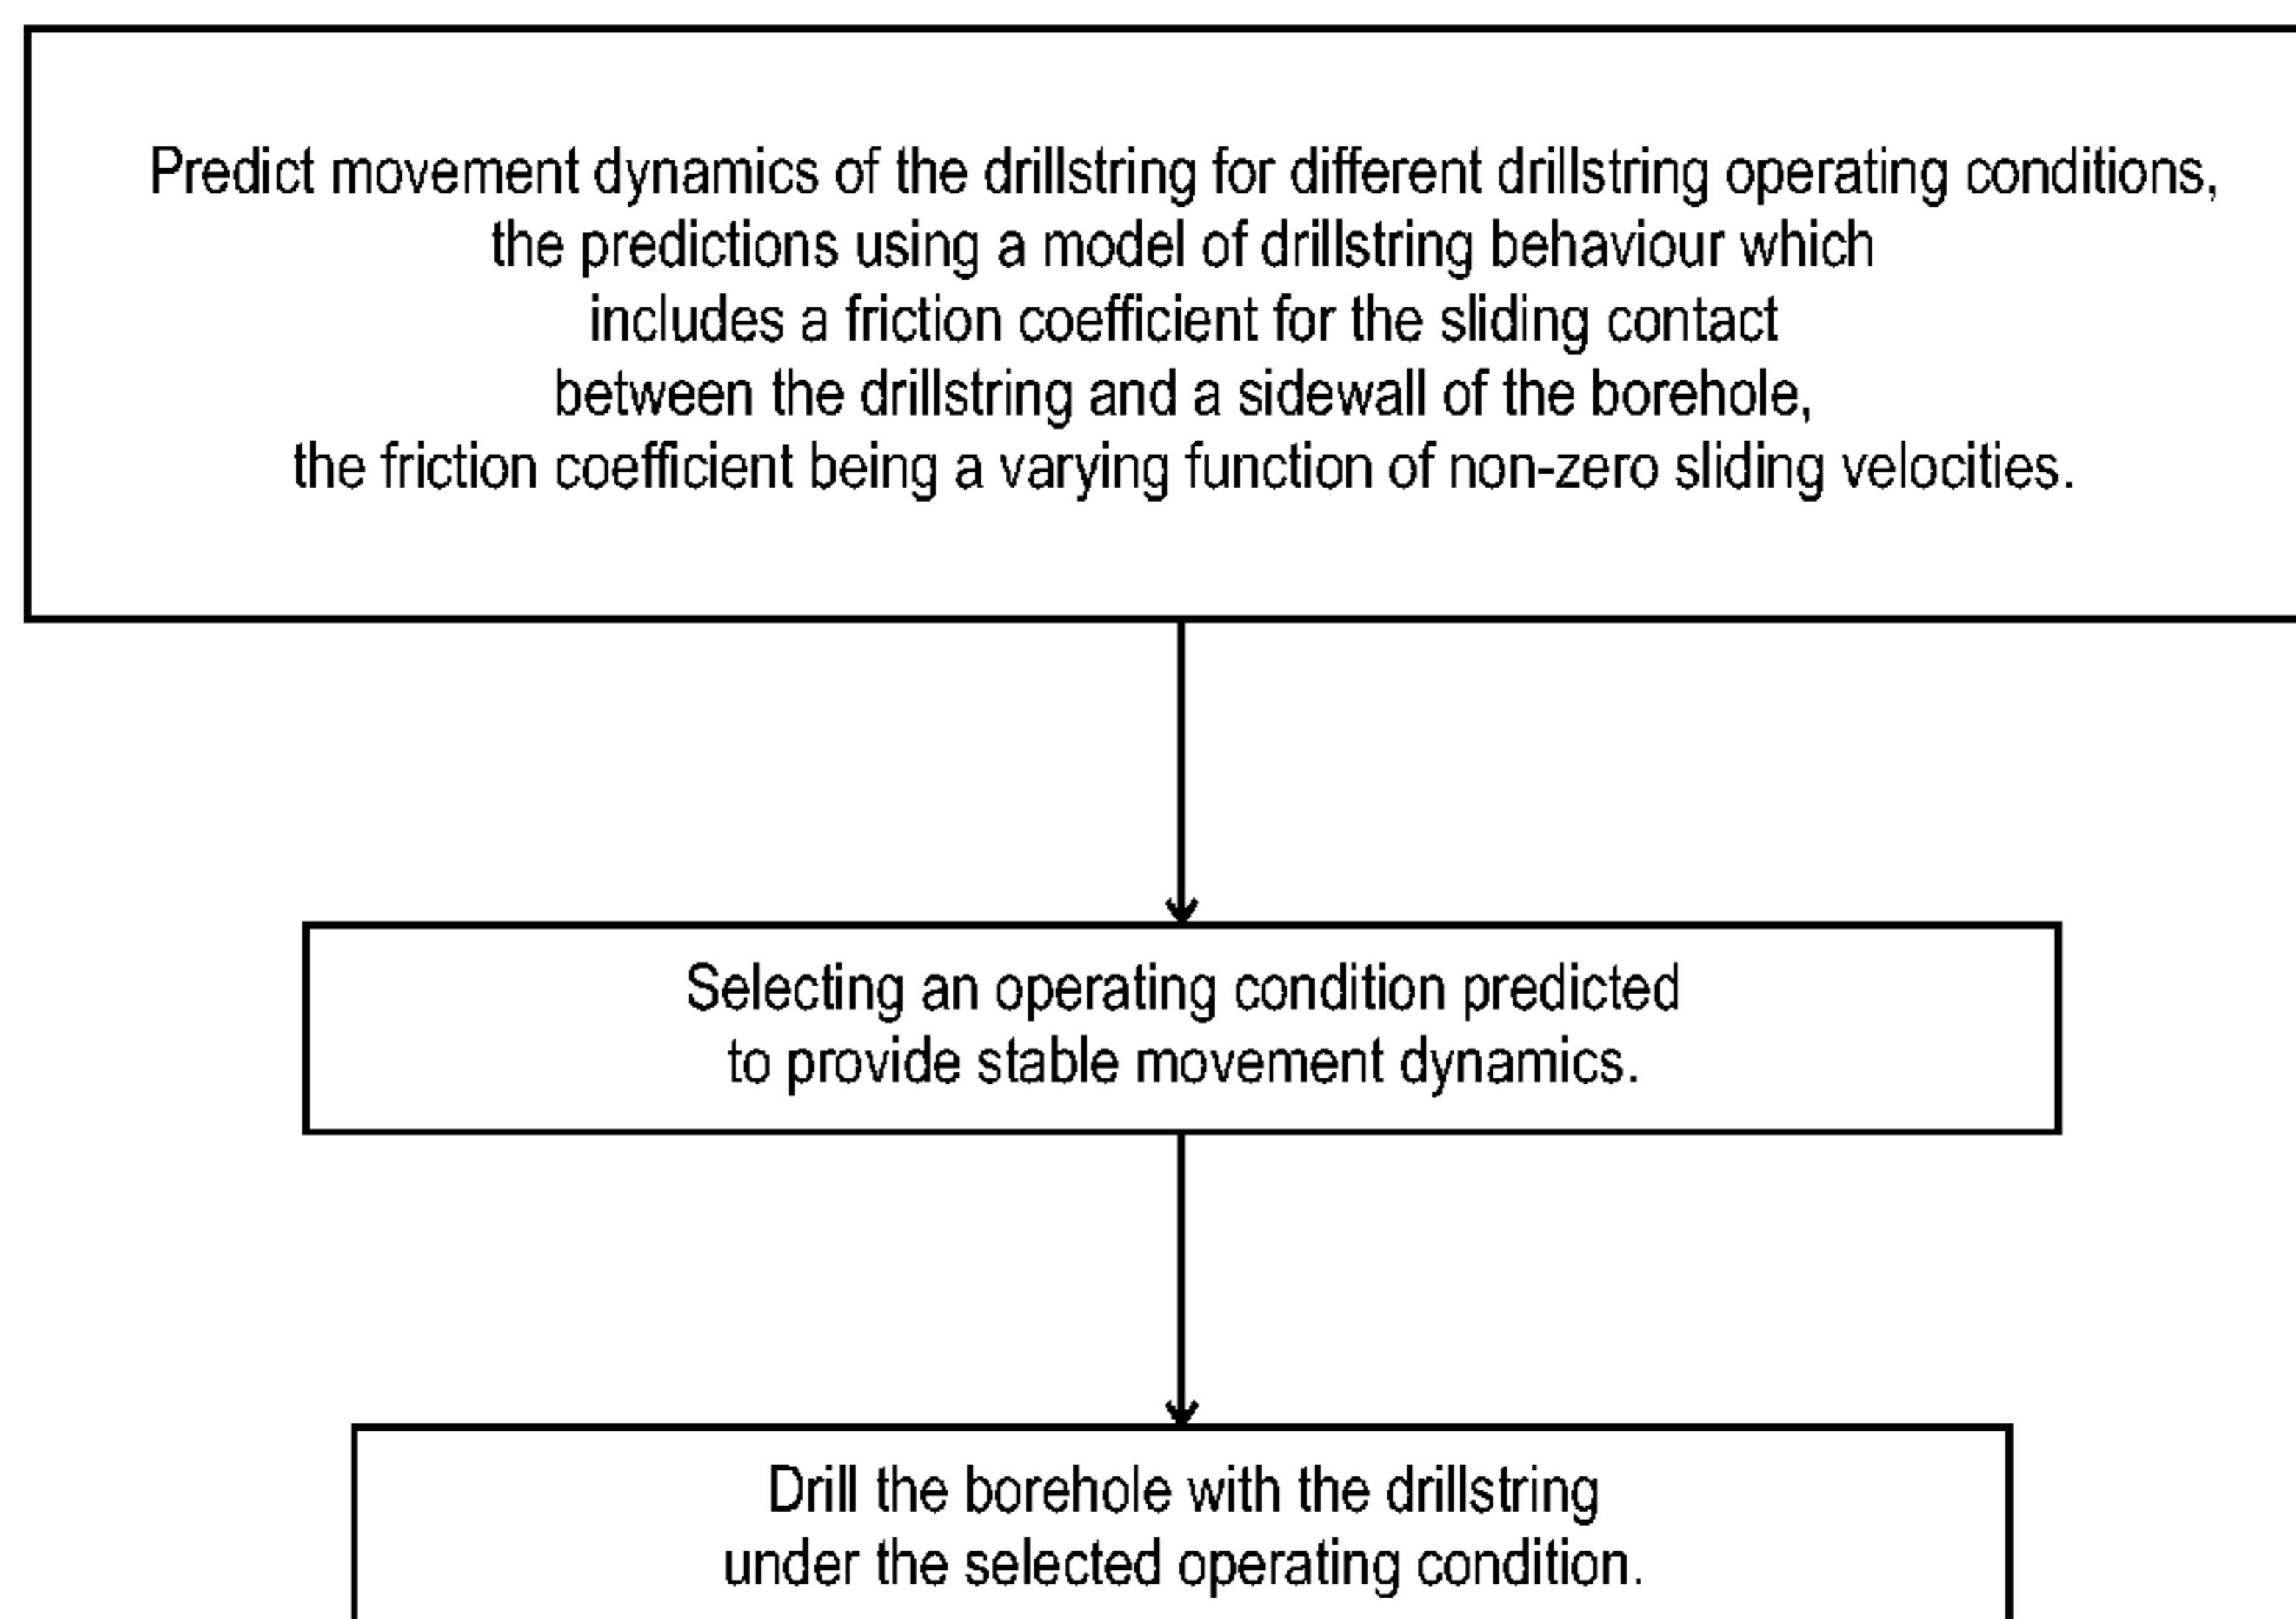 Predict movement dynamics of the drillstring for different drillstring operating conditions,
the predictions using a model of drillstring behaviour which
includes a friction coefficient for the sliding contact
between the drillstring and a sidewall of the borehole,
the friction coefficient being a varying function of non-zero sliding velocities.
Selecting an operating condition predicted
to provide stable movement dynamics.
Drill the borehole with the drillstring
under the selected operating condition.